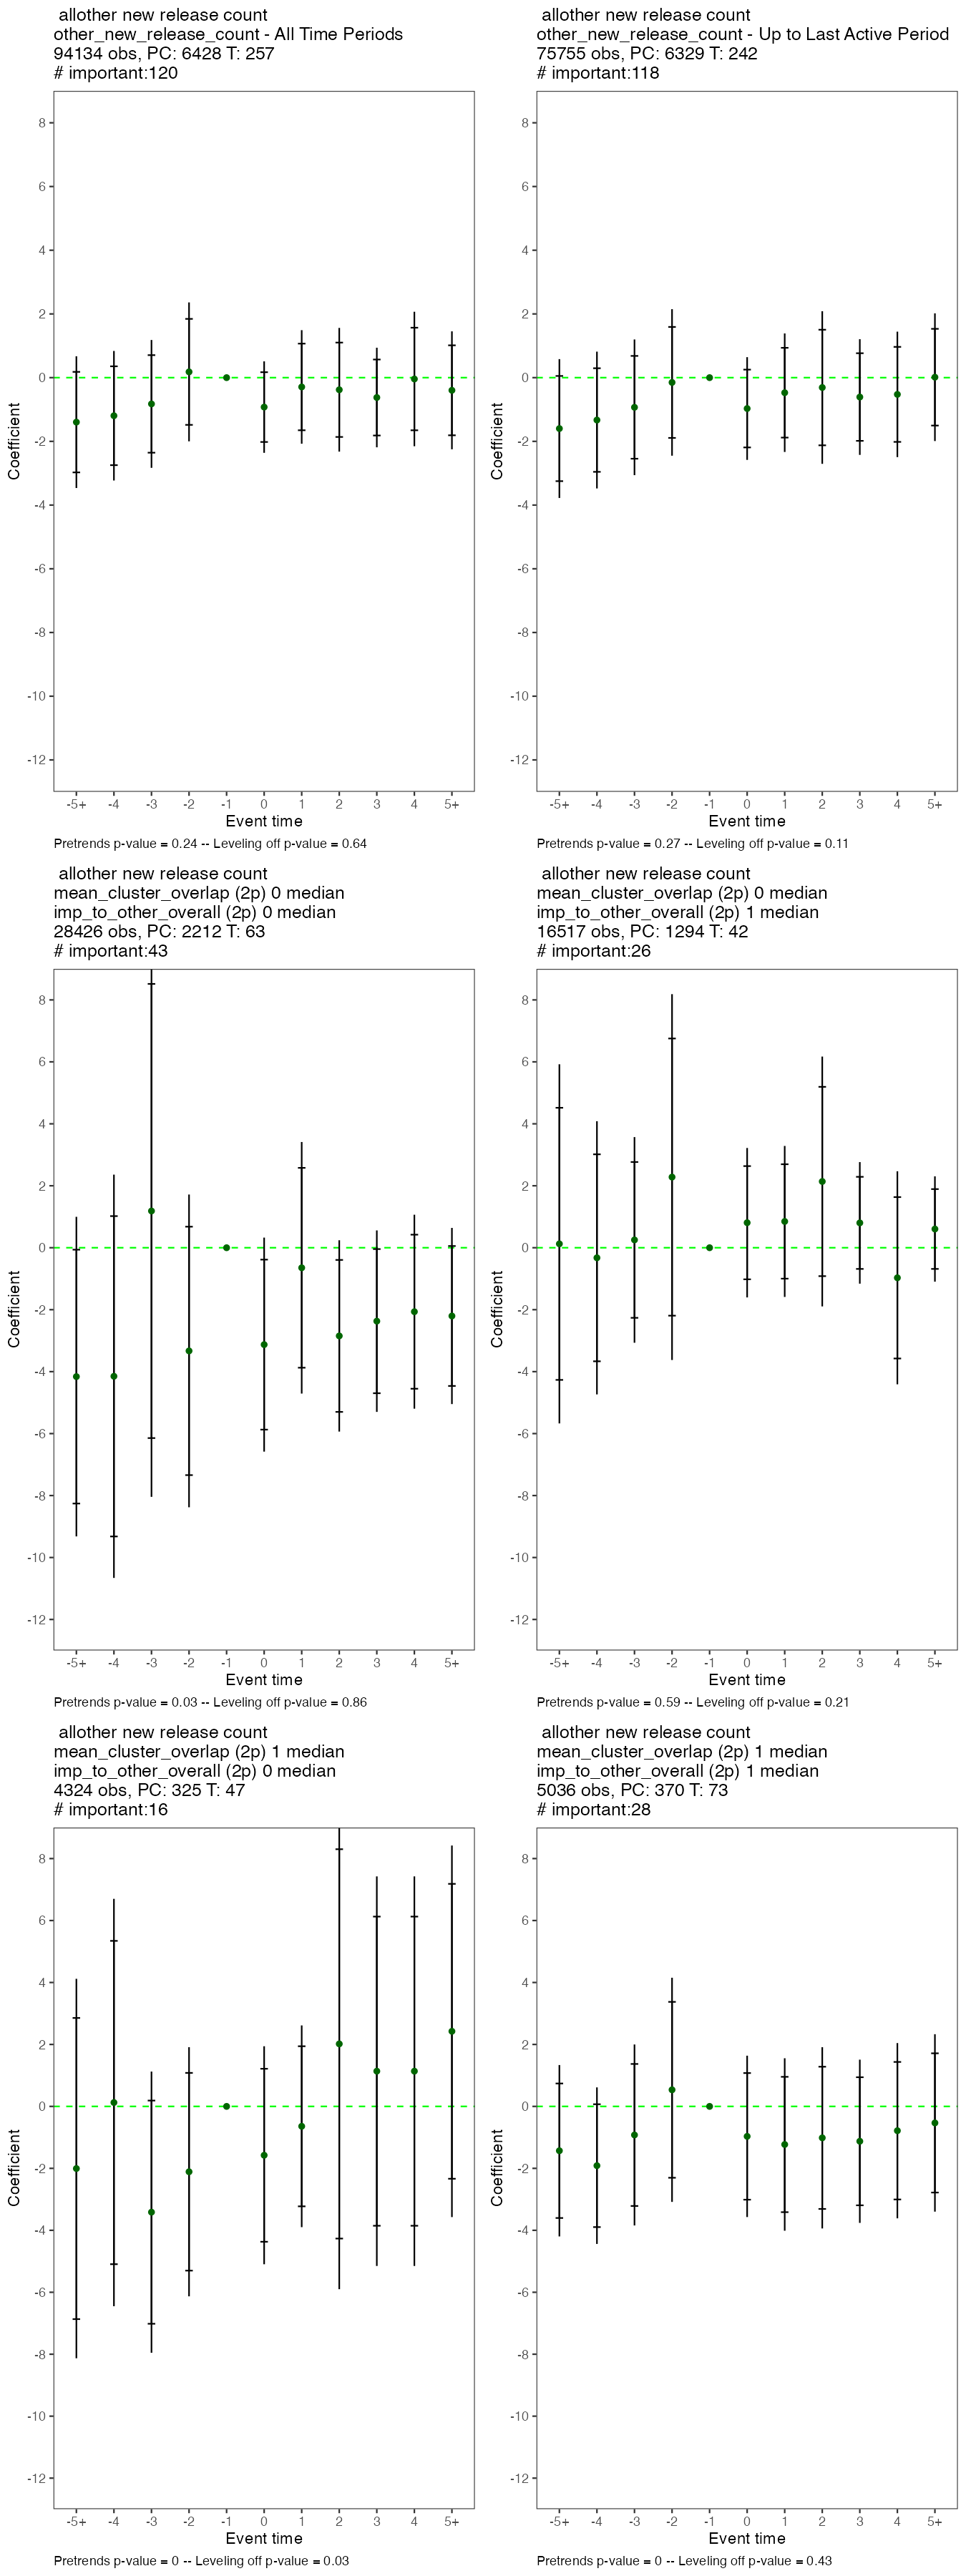 allother new release count
other_new_release_count - All Time Periods
94134 obs, PC: 6428 T: 257
# important:120
8
6
4
2
0
-2
-4
-6
-8
-10
-12
Coefficient
-5+ -4 -3 -2 -1 0 1 2 3 4 5+
Event time
Pretrends p-value = 0.24 -- Leveling off p-value = 0.64
allother new release count
other_new_release_count - Up to Last Active Period
75755 obs, PC: 6329 T: 242
# important:118
8
6
4
2
0
-2
-4
-6
-8
-10
-12
Coefficient
-5+ -4 -3 -2 -1 0 1 2 3 4 5+
Event time
Pretrends p-value = 0.27 -- Leveling off p-value = 0.11
allother new release count
mean_cluster_overlap (2p) 0 median
imp_to_other_overall (2p) 0 median
28426 obs, PC: 2212 T: 63
# important:43
8
6
4
2
0
-2
-4
-6
-8
-10
-12
Coefficient
-5+ -4 -3 -2 -1 0 1 2 3 4 5+
Event time
Pretrends p-value = 0.03 -- Leveling off p-value = 0.86
allother new release count
mean_cluster_overlap (2p) 0 median
imp_to_other_overall (2p) 1 median
16517 obs, PC: 1294 T: 42
# important:26
8
6
4
2
0
-2
-4
-6
-8
-10
-12
Coefficient
-5+ -4 -3 -2 -1 0 1 2 3 4 5+
Event time
Pretrends p-value = 0.59 -- Leveling off p-value = 0.21
allother new release count
mean_cluster_overlap (2p) 1 median
imp_to_other_overall (2p) 0 median
4324 obs, PC: 325 T: 47
# important:16
8
6
4
2
0
-2
-4
-6
-8
-10
-12
Coefficient
-5+ -4 -3 -2 -1 0 1 2 3 4 5+
Event time
Pretrends p-value = 0 -- Leveling off p-value = 0.03
allother new release count
mean_cluster_overlap (2p) 1 median
imp_to_other_overall (2p) 1 median
5036 obs, PC: 370 T: 73
# important:28
8
6
4
2
0
-2
-4
-6
-8
-10
-12
Coefficient
-5+ -4 -3 -2 -1 0 1 2 3 4 5+
Event time
Pretrends p-value = 0 -- Leveling off p-value = 0.43